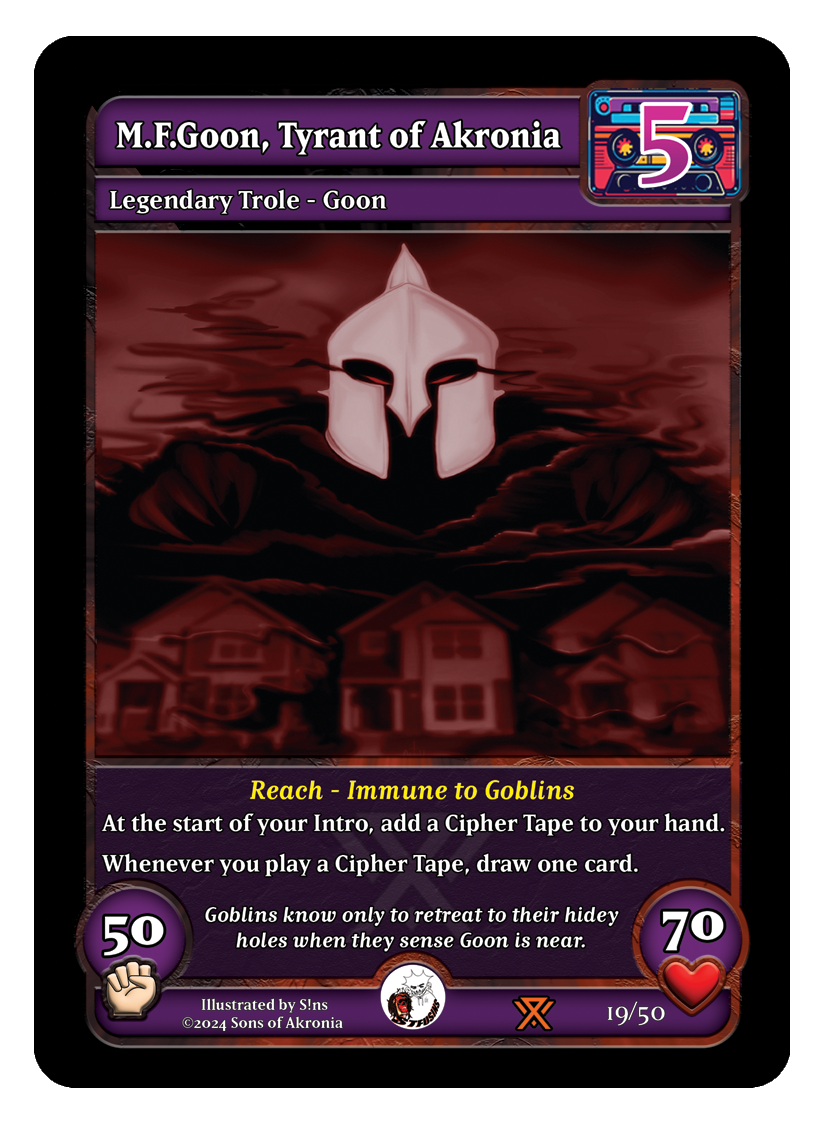 M.F.Goon, Tyrant of Akronia
5
Legendary Trole - Goon
Reach - Immune to Goblins
At the start of your Intro, add a Cipher Tape to your hand.
Whenever you play a Cipher Tape, draw one card.
Goblins know only to retreat to their hidey
holes when they sense Goon is near.
50
70
Illustrated by S!ns
©2024 Sons of Akronia
19/50